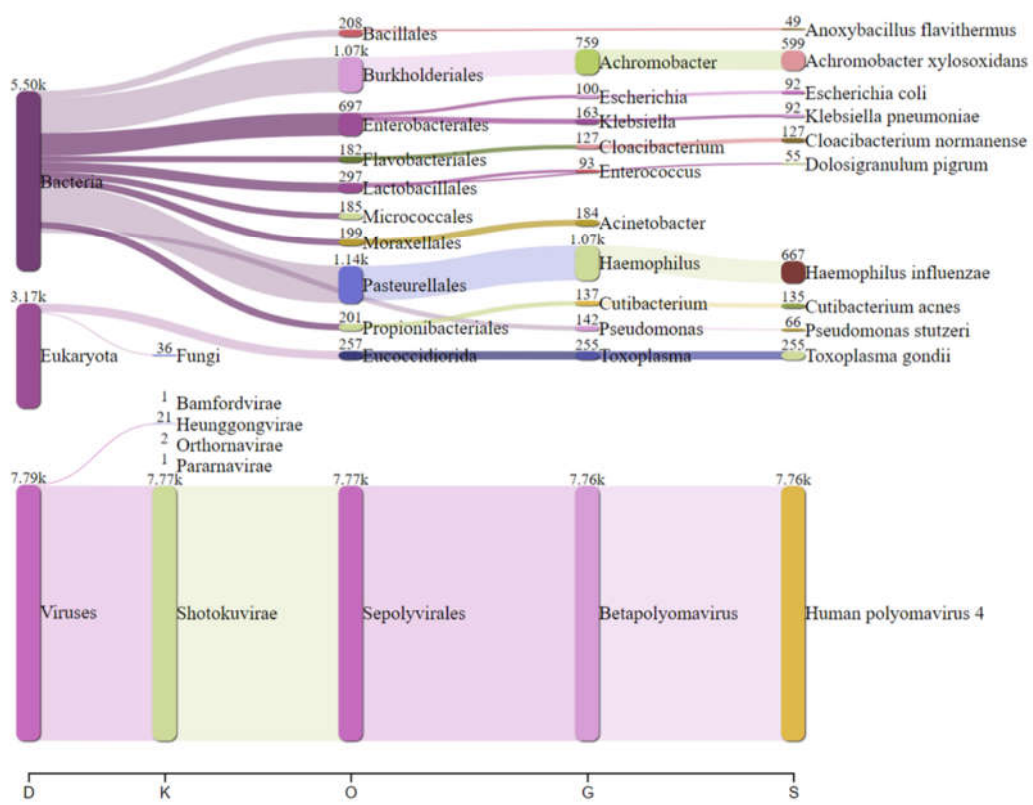 208 Bacillales
49 Anoxybacillus flavithermus
1.07k Burkholderiales
759 Achromobacter
599 Achromobacter xylosoxidans
5.50k Bacteria
697 Enterobacterales
100 Escherichia
92 Escherichia coli
163 Klebsiella
92 Klebsiella pneumoniae
182 Flavobacteriales
127 Cloacibacterium
127 Cloacibacterium normanense
297 Lactobacillales
93 Enterococcus
55 Dolosigranulum pigrum
185 Micrococcales
199 Moraxellales
184 Acinetobacter
1.14k Pasteurellales
1.07k Haemophilus
667 Haemophilus influenzae
201 Propionibacteriales
137 Cutibacterium
135 Cutibacterium acnes
142 Pseudomonas
66 Pseudomonas stutzeri
3.17k Eukaryota
36 Fungi
257 Eucoccidiorida
255 Toxoplasma
255 Toxoplasma gondii
1 Bamfordvirae
21 Heunggongvirae
2 Orthornavirae
1 Pararnavirae
7.79k Viruses
7.77k Shotokuvirae
7.77k Sepolyvirales
7.76k Betapolyomavirus
7.76k Human polyomavirus 4
D K O G S